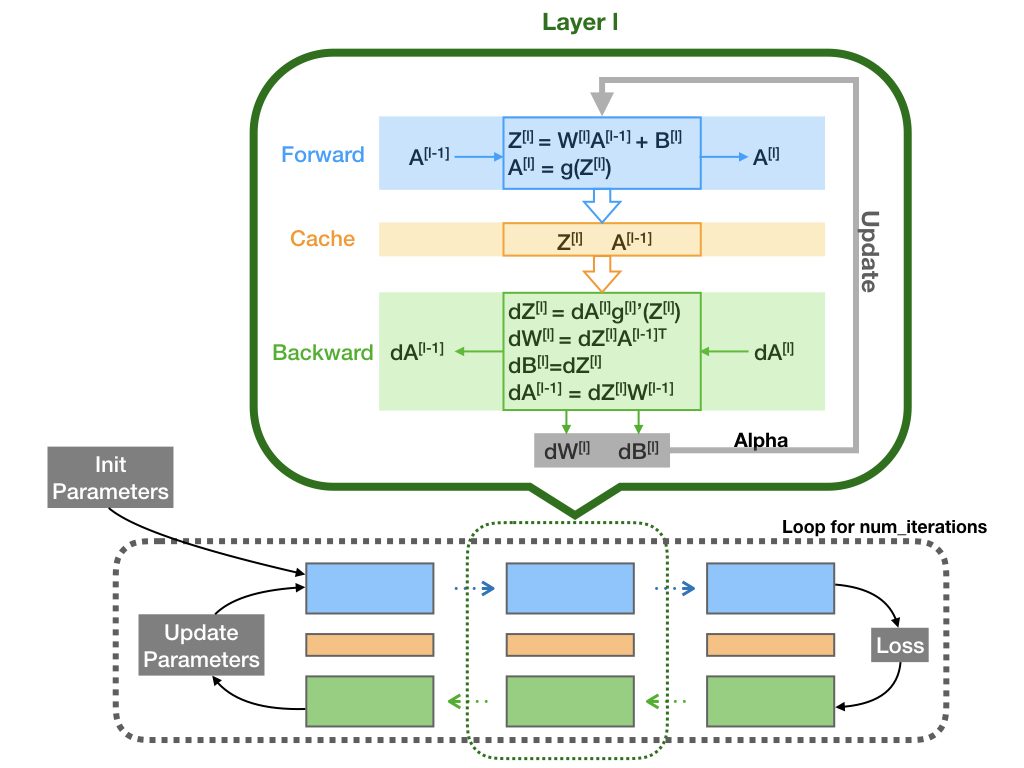 Layer l
Forward
A[l-1]
Z[l] = W[l]A[l-1] + B[l]
A[l] = g(Z[l])
A[l]
Cache
Z[l] A[l-1]
Update
Backward
dA[l-1]
dZ[l] = dA[l]g[l]’(Z[l])
dW[l] = dZ[l]A[l-1]T
dB[l]=dZ[l]
dA[l-1] = dZ[l]W[l-1]
dA[l]
dW[l] dB[l]
Alpha
Init
Parameters
Loop for num_iterations
Update
Parameters
Loss